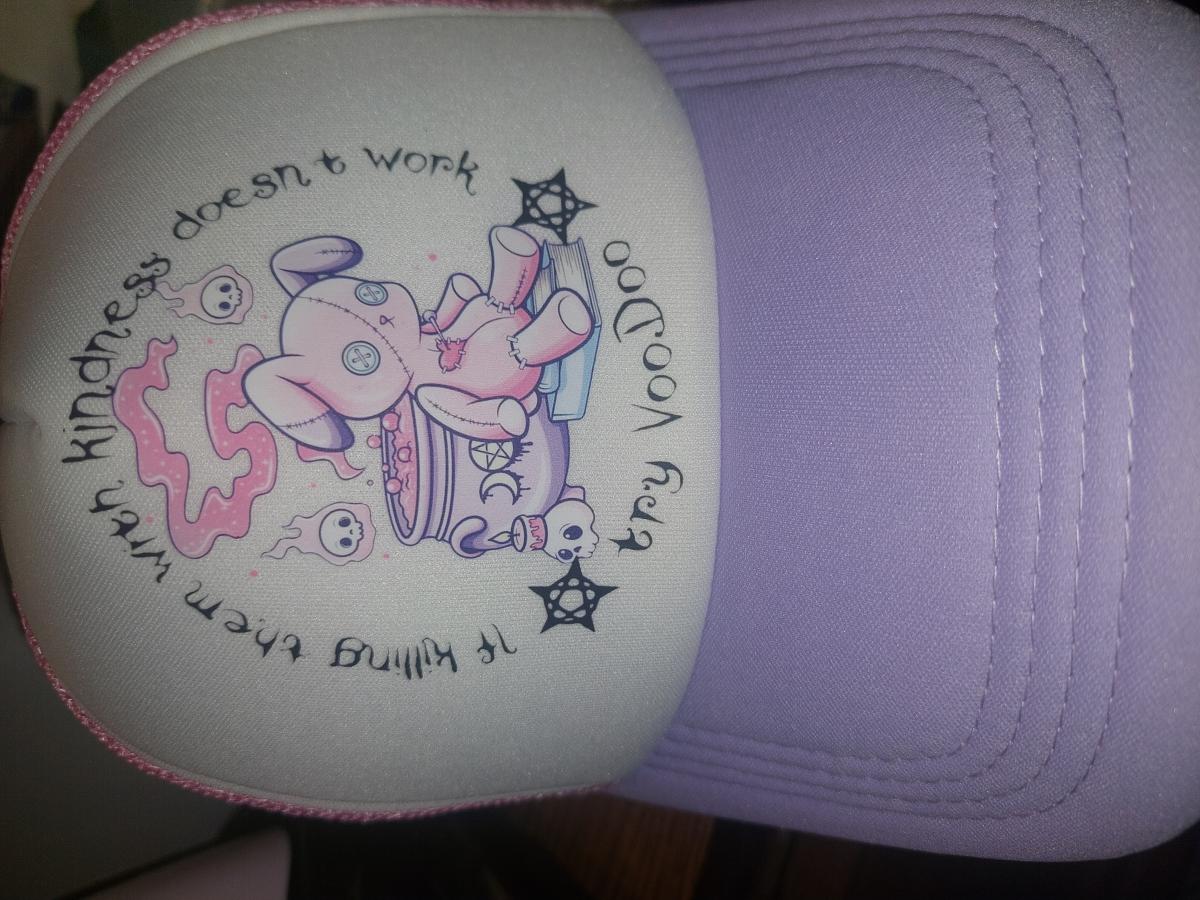 If killing them with kindness doesn't work
try VooDoo